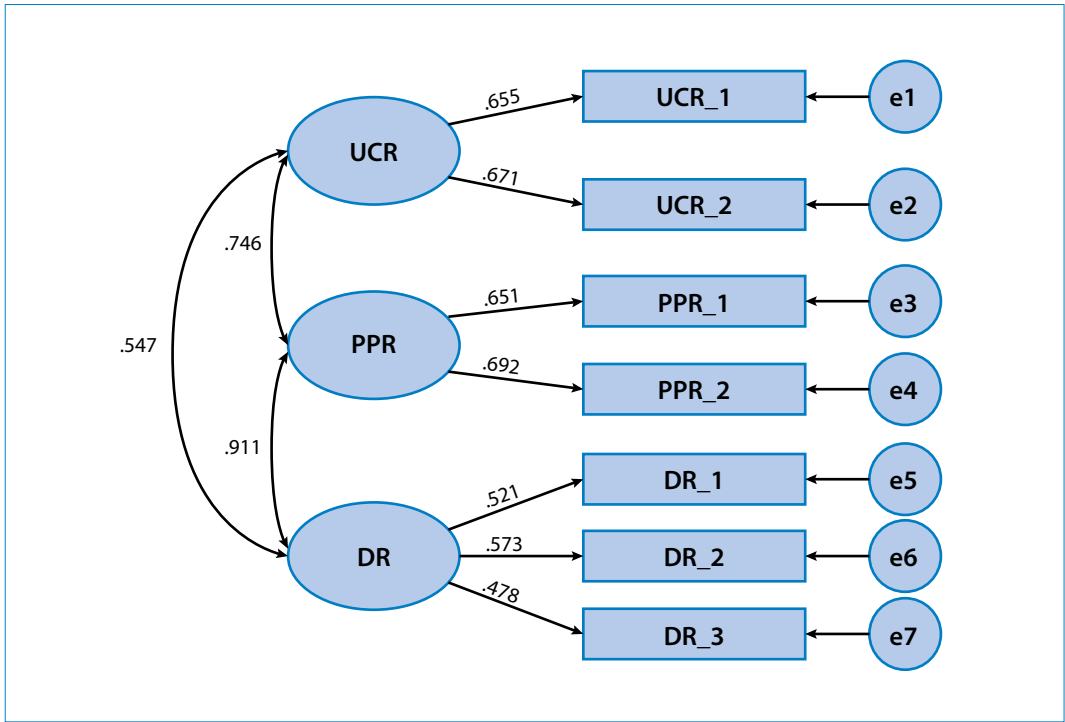 .655
UCR_1
e1
UCR
.671
UCR_2
e2
.746
.651
PPR_1
e3
.547
PPR
.692
PPR_2
e4
.911
.521
DR_1
e5
DR
.573
DR_2
e6
.478
DR_3
e7